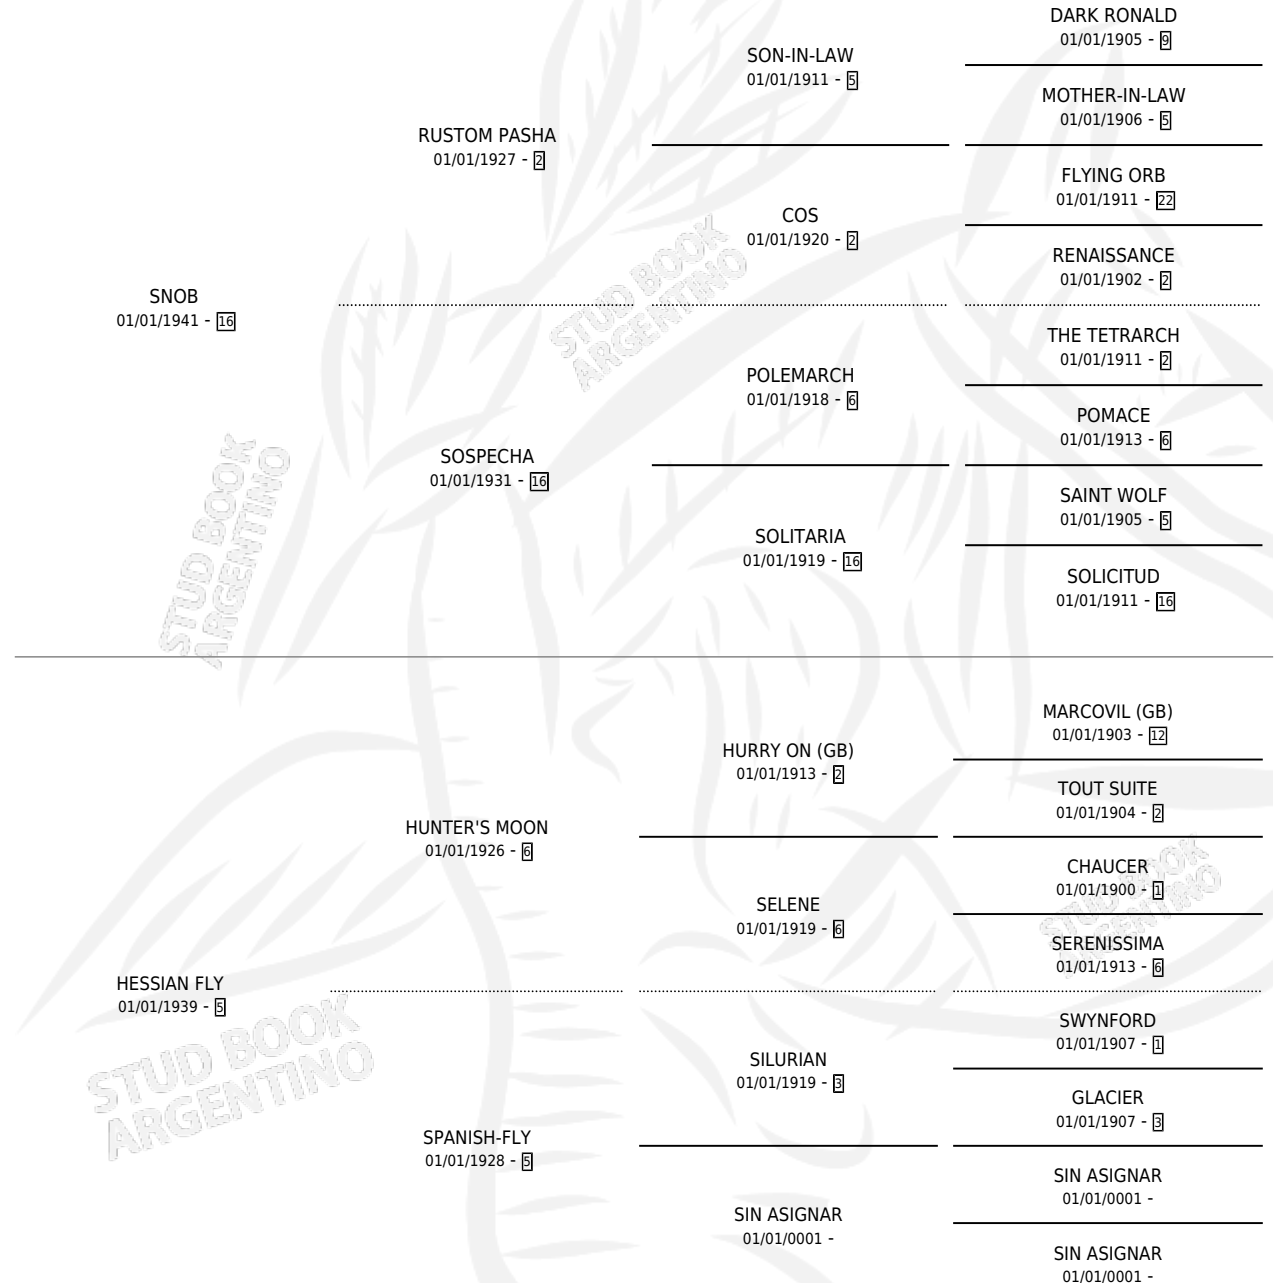 DARK RONALD
01/01/1905 - 9
SON-IN-LAW
01/01/1911 - 5
MOTHER-IN-LAW
01/01/1906 - 5
RUSTOM PASHA
01/01/1927 - 2
FLYING ORB
01/01/1911 - 22
COS
01/01/1920 - 2
RENAISSANCE
01/01/1902 - 2
SNOB
01/01/1941 - 16
THE TETRARCH
01/01/1911 - 2
POLEMARCH
01/01/1918 - 6
POMACE
01/01/1913 - 6
SOSPECHA
01/01/1931 - 16
SAINT WOLF
01/01/1905 - 5
SOLITARIA
01/01/1919 - 16
SOLICITUD
01/01/1911 - 16
MARCOVIL (GB)
01/01/1903 - 12
HURRY ON (GB)
01/01/1913 - 2
TOUT SUITE
01/01/1904 - 2
HUNTER'S MOON
01/01/1926 - 6
CHAUCER
01/01/1900 - 1
SELENE
01/01/1919 - 6
SERENISSIMA
01/01/1913 - 6
HESSIAN FLY
01/01/1939 - 5
SWYNFORD
01/01/1907 - 1
SILURIAN
01/01/1919 - 3
GLACIER
01/01/1907 - 3
SPANISH-FLY
01/01/1928 - 5
SIN ASIGNAR
01/01/0001 -
SIN ASIGNAR
01/01/0001 -
SIN ASIGNAR
01/01/0001 -
STUD BOOK
ARGENTINO
STUD BOOK
ARGENTINO
STUD BOOK
ARGENTINO
STUD BOOK
ARGENTINO